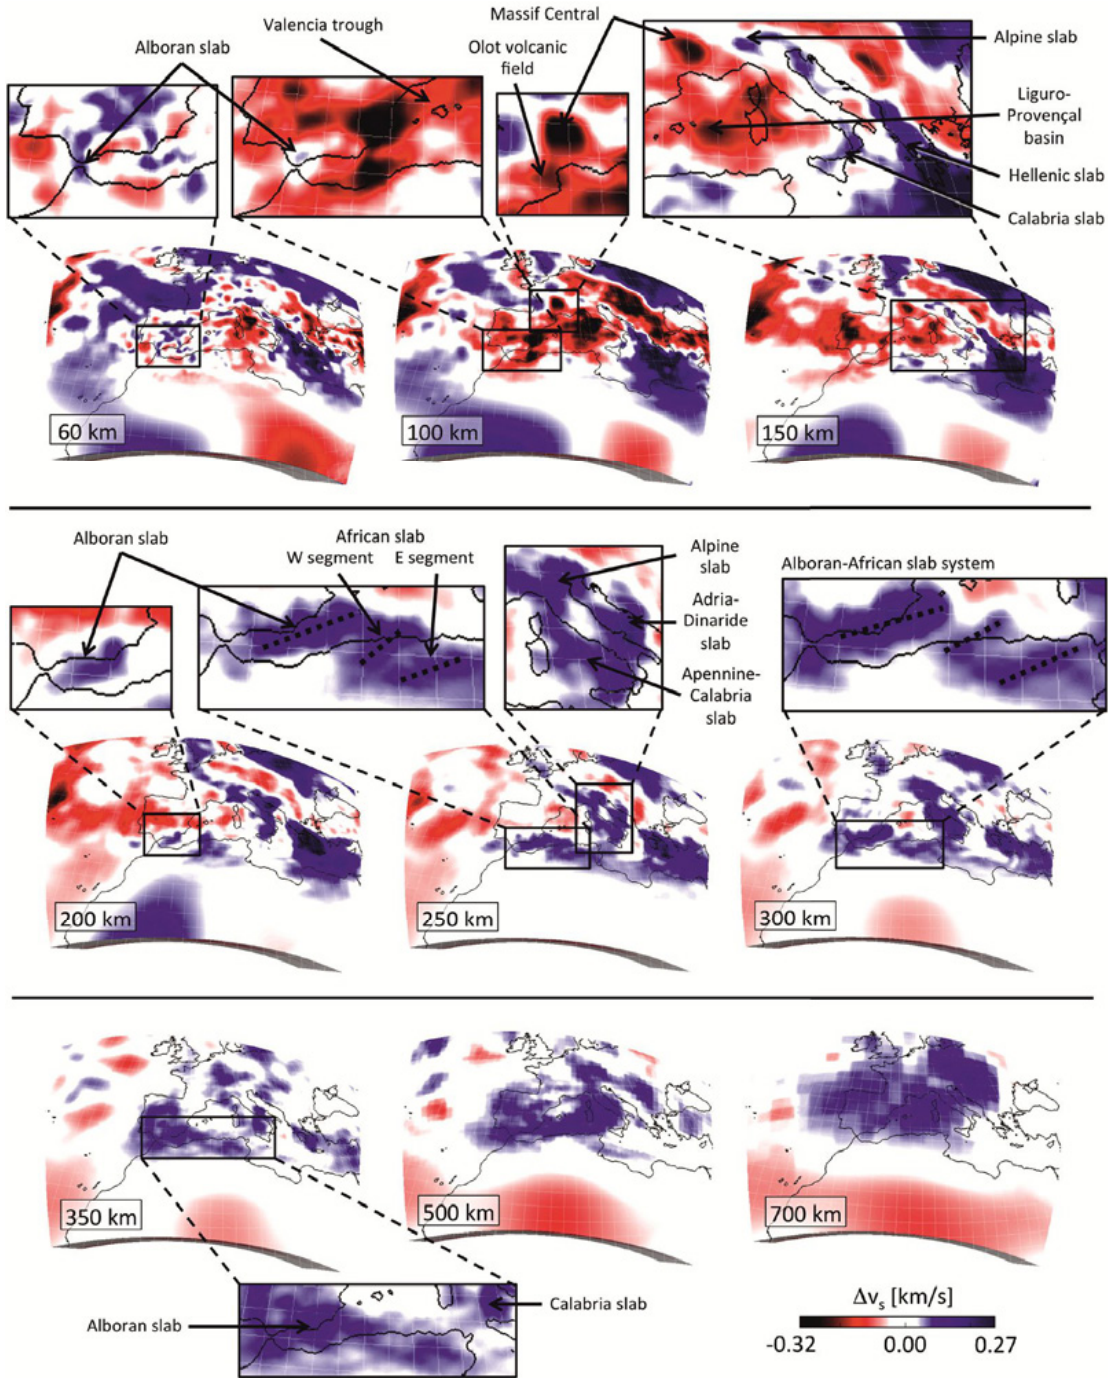 Valencia trough
Massif Central
Alboran slab
Olot volcanic
field
Alpine slab
Liguro-
Provençal
basin
Hellenic slab
Calabria slab
60 km
100 km
150 km
Alboran slab
African slab
W segment
E segment
Alpine
slab
Adria-
Dinaride
slab
Apennine-
Calabria
slab
Alboran-African slab system
200 km
250 km
300 km
350 km
500 km
700 km
Alboran slab
Calabria slab
Δvs [km/s]
-0.32
0.00
0.27